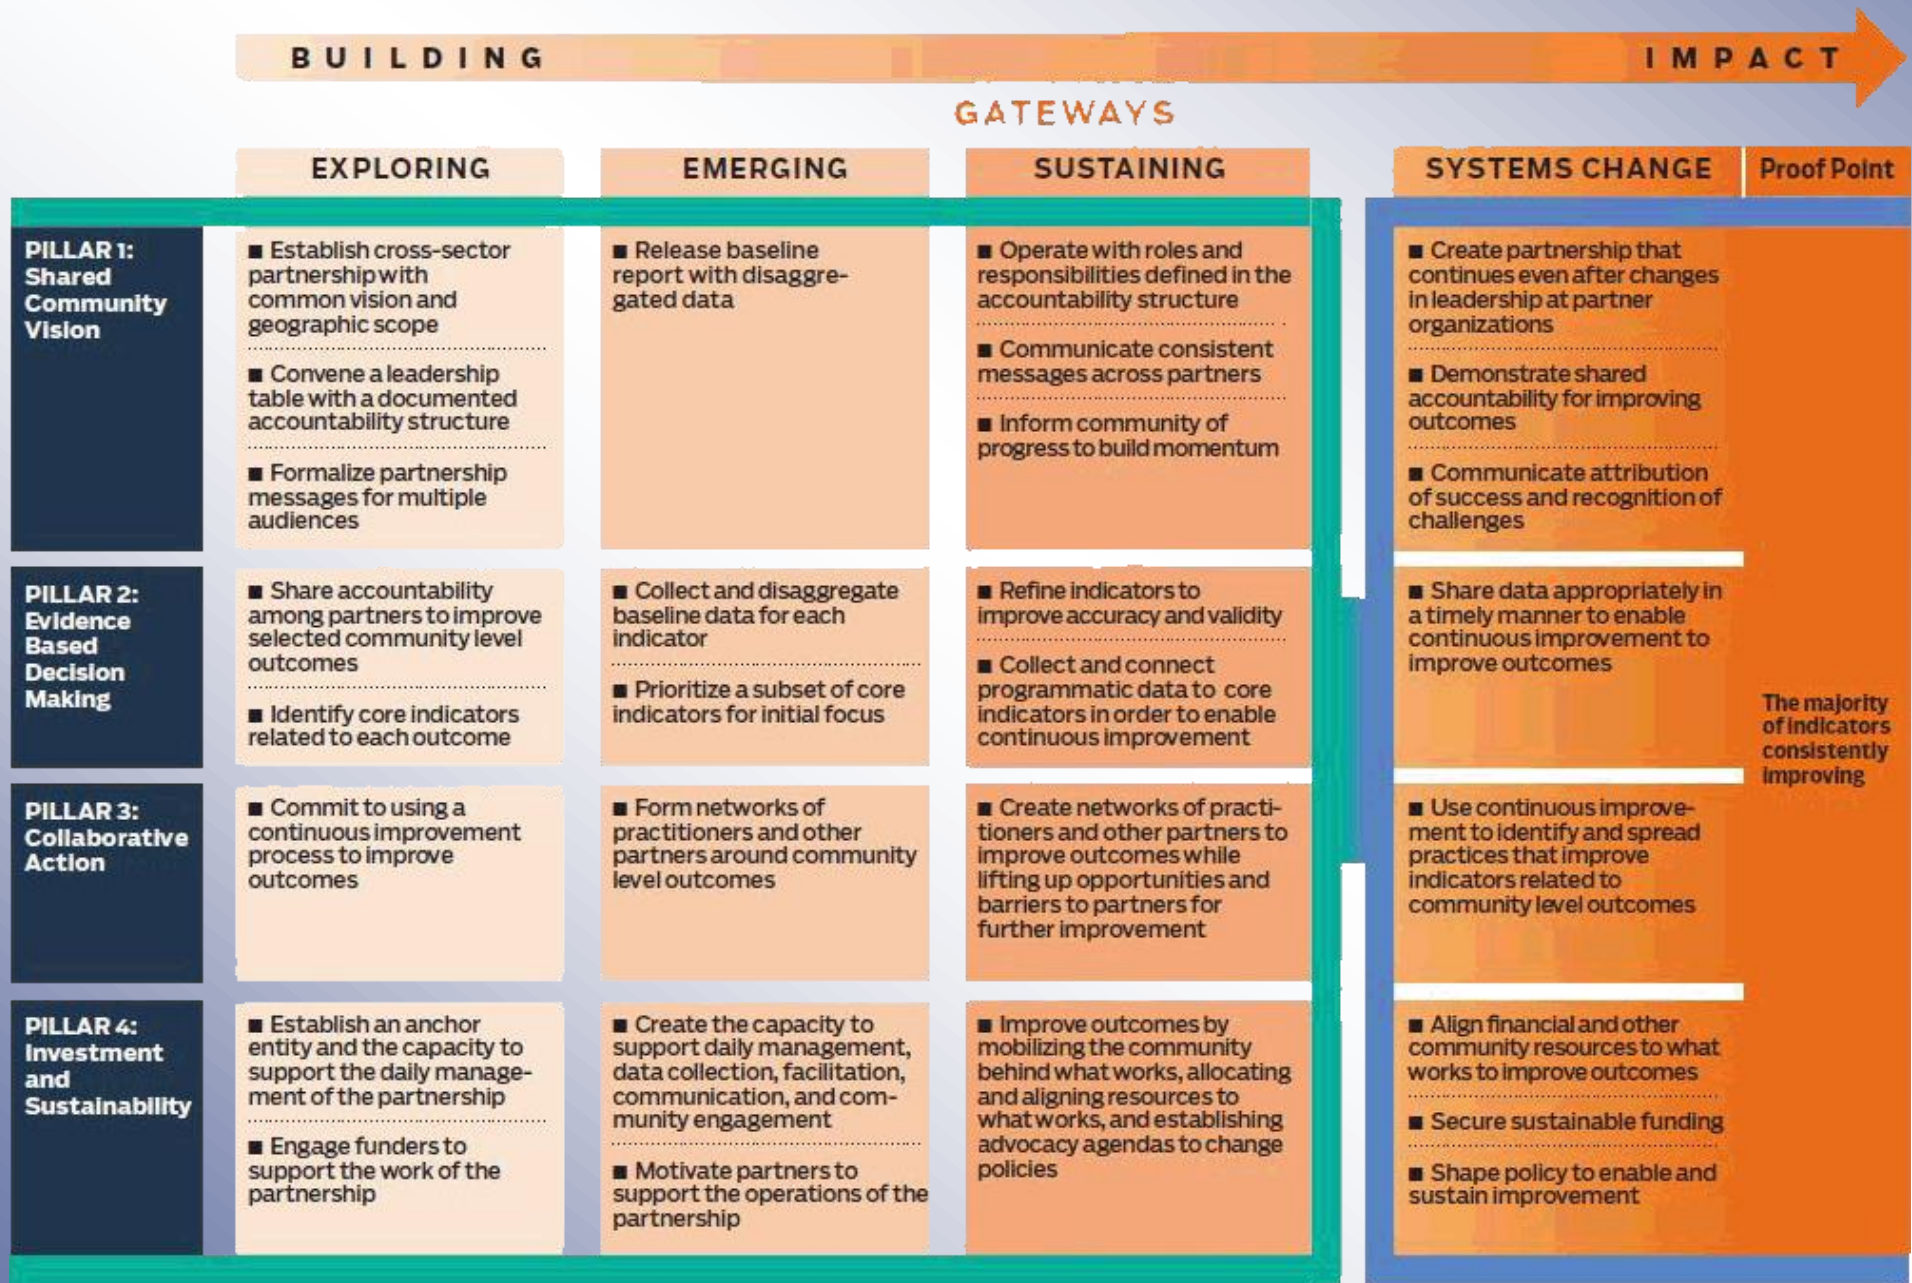 BUILDING
IMPACT
GATEWAYS
EXPLORING
EMERGING
SUSTAINING
SYSTEMS CHANGE
Proof Point
PILLAR 1:
Shared
Community
Vision
■ Establish cross-sector
partnership with
common vision and
geographic scope
■ Convene a leadership
table with a documented
accountability structure
■ Formalize partnership
messages for multiple
audiences
■ Release baseline
report with disaggre-
gated data
■ Operate with roles and
responsibilities defined in the
accountability structure
■ Communicate consistent
messages across partners
■ Inform community of
progress to build momentum
■ Create partnership that
continues even after changes
in leadership at partner
organizations
■ Demonstrate shared
accountability for improving
outcomes
■ Communicate attribution
of success and recognition of
challenges
PILLAR 2:
Evidence
Based
Decision
Making
■ Share accountability
among partners to improve
selected community level
outcomes
■ Identify core indicators
related to each outcome
■ Collect and disaggregate
baseline data for each
indicator
■ Prioritize a subset of core
indicators for initial focus
■ Refine indicators to
improve accuracy and validity
■ Collect and connect
programmatic data to core
indicators in order to enable
continuous improvement
■ Share data appropriately in
a timely manner to enable
continuous improvement to
improve outcomes
The majority
of indicators
consistently
improving
PILLAR 3:
Collaborative
Action
■ Commit to using a
continuous improvement
process to improve
outcomes
■ Form networks of
practitioners and other
partners around community
level outcomes
■ Create networks of practi-
tioners and other partners to
improve outcomes while
lifting up opportunities and
barriers to partners for
further improvement
■ Use continuous improve-
ment to identify and spread
practices that improve
indicators related to
community level outcomes
PILLAR 4:
Investment
and
Sustainability
■ Establish an anchor
entity and the capacity to
support the daily manage-
ment of the partnership
■ Engage funders to
support the work of the
partnership
■ Create the capacity to
support daily management,
data collection, facilitation,
communication, and com-
munity engagement
■ Motivate partners to
support the operations of the
partnership
■ Improve outcomes by
mobilizing the community
behind what works, allocating
and aligning resources to
what works, and establishing
advocacy agendas to change
policies
■ Align financial and other
community resources to what
works to improve outcomes
■ Secure sustainable funding
■ Shape policy to enable and
sustain improvement